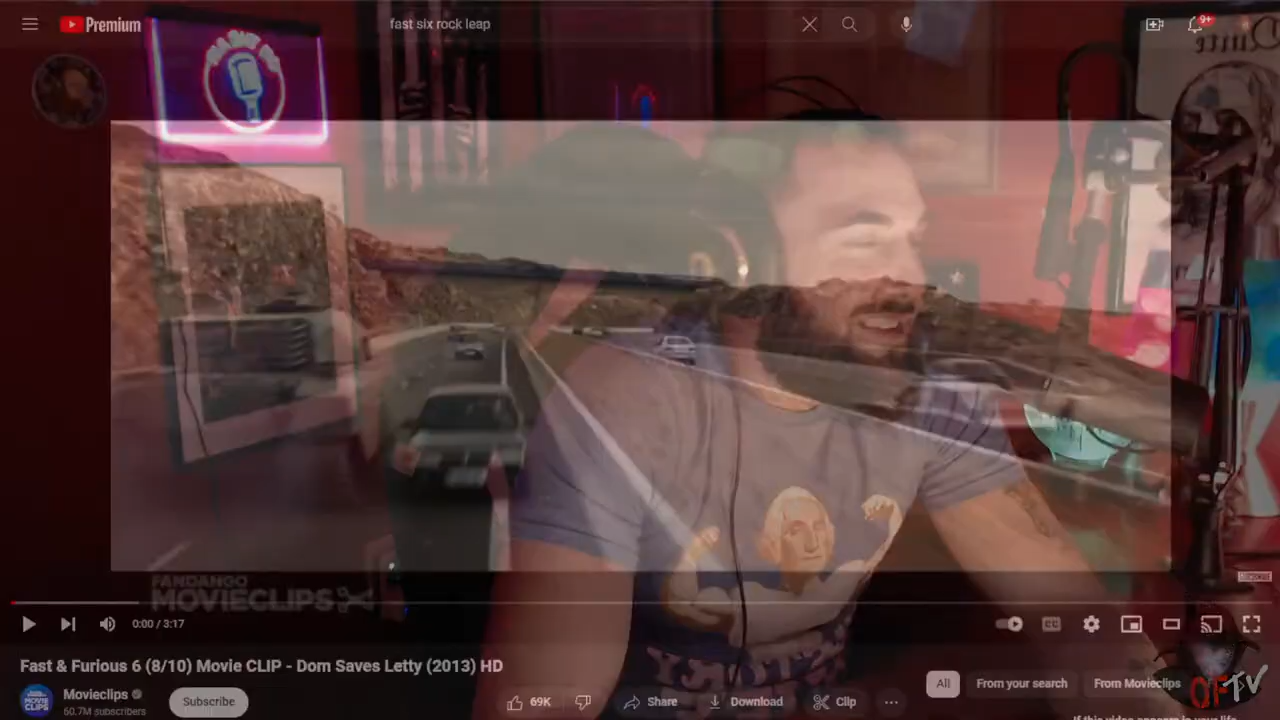 Premium
fast six rock leap
9+
FANDANGO
MOVIECLIPS
0:00 / 3:17
CC
Fast & Furious 6 (8/10) Movie CLIP - Dom Saves Letty (2013) HD
Movieclips
60.7M subscribers
Subscribe
69K
Share
Download
Clip
All
From your search
From Movieclips
OFTV